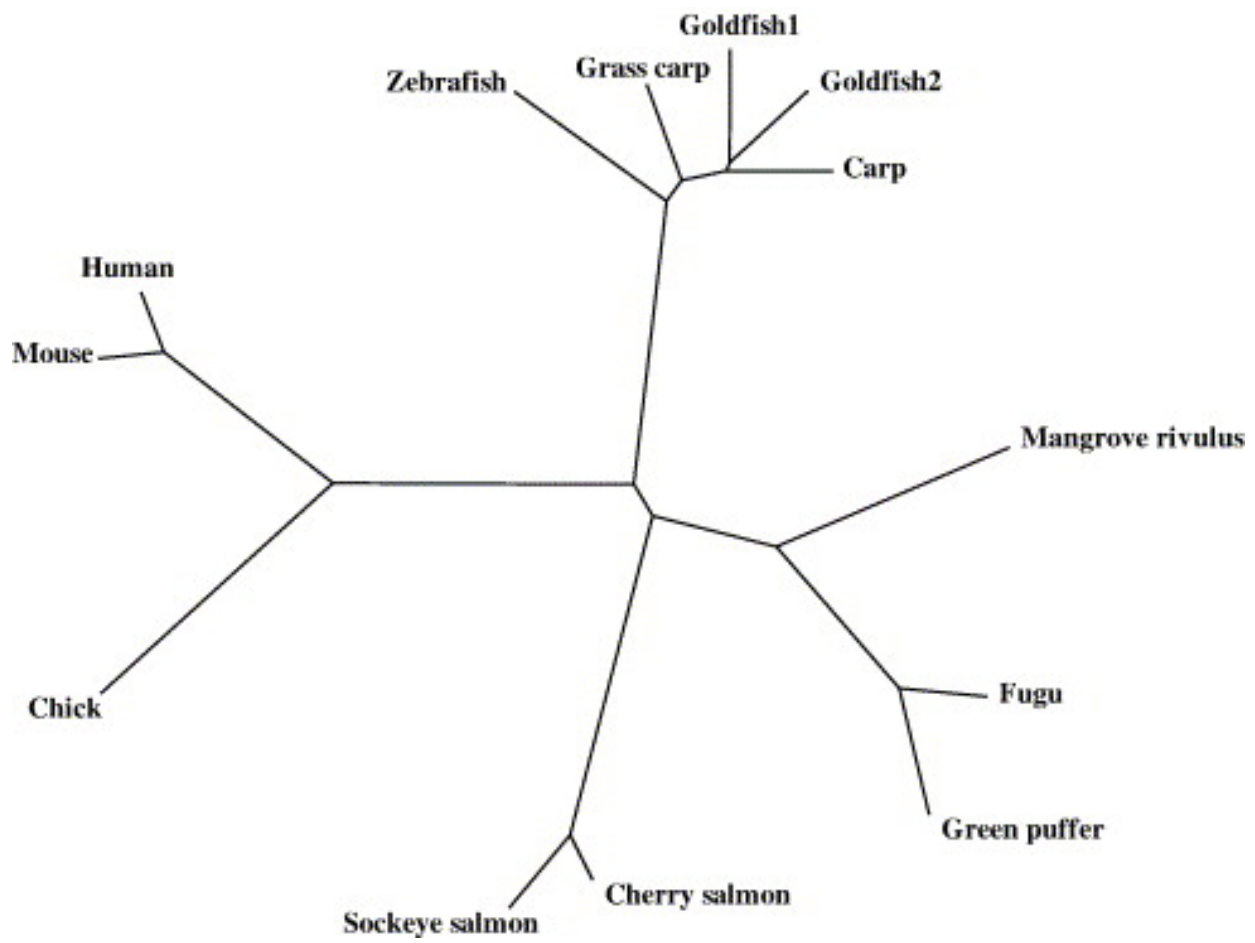 Goldfish1
Grass carp
Zebrafish
Goldfish2
Carp
Human
Mouse
Mangrove rivulus
Fugu
Chick
Green puffer
Cherry salmon
Sockeye salmon